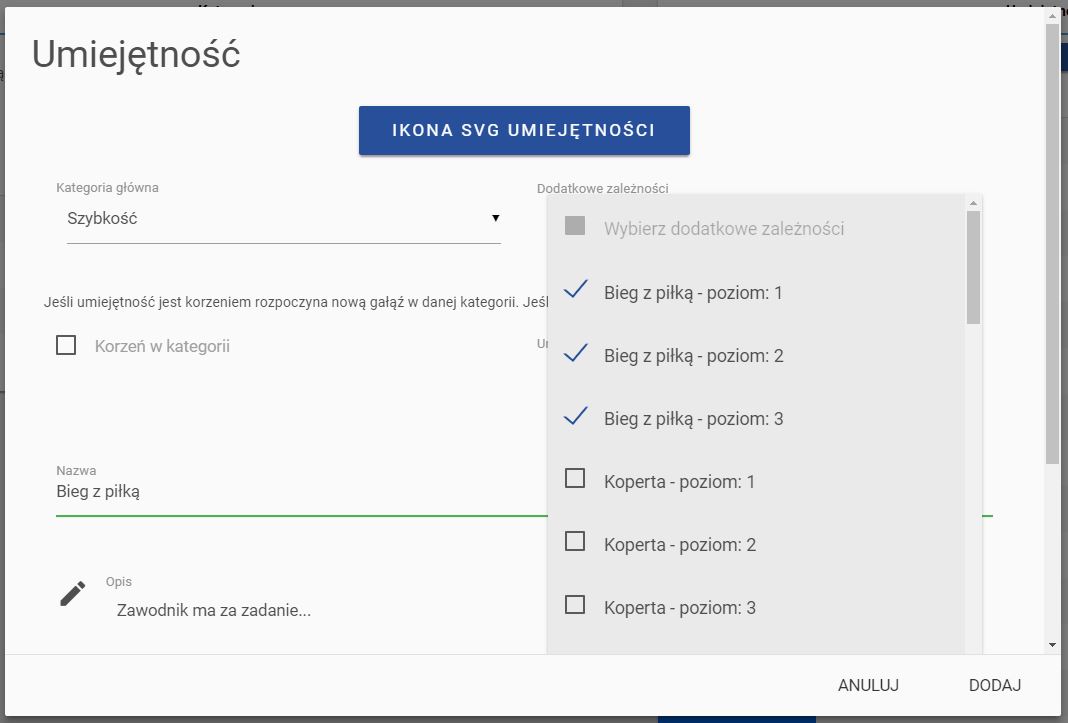 Umiejętność
IKONA SVG UMIEJĘTNOŚCI
Kategoria główna
Szybkość
Dodatkowe zależności
Wybierz dodatkowe zależności
Bieg z piłką - poziom: 1
Bieg z piłką - poziom: 2
Bieg z piłką - poziom: 3
Koperta - poziom: 1
Koperta - poziom: 2
Koperta - poziom: 3
Jeśli umiejętność jest korzeniem rozpoczyna nową gałąź w danej kategorii.
Korzeń w kategorii
Nazwa
Bieg z piłką
Opis
Zawodnik ma za zadanie...
ANULUJ
DODAJ